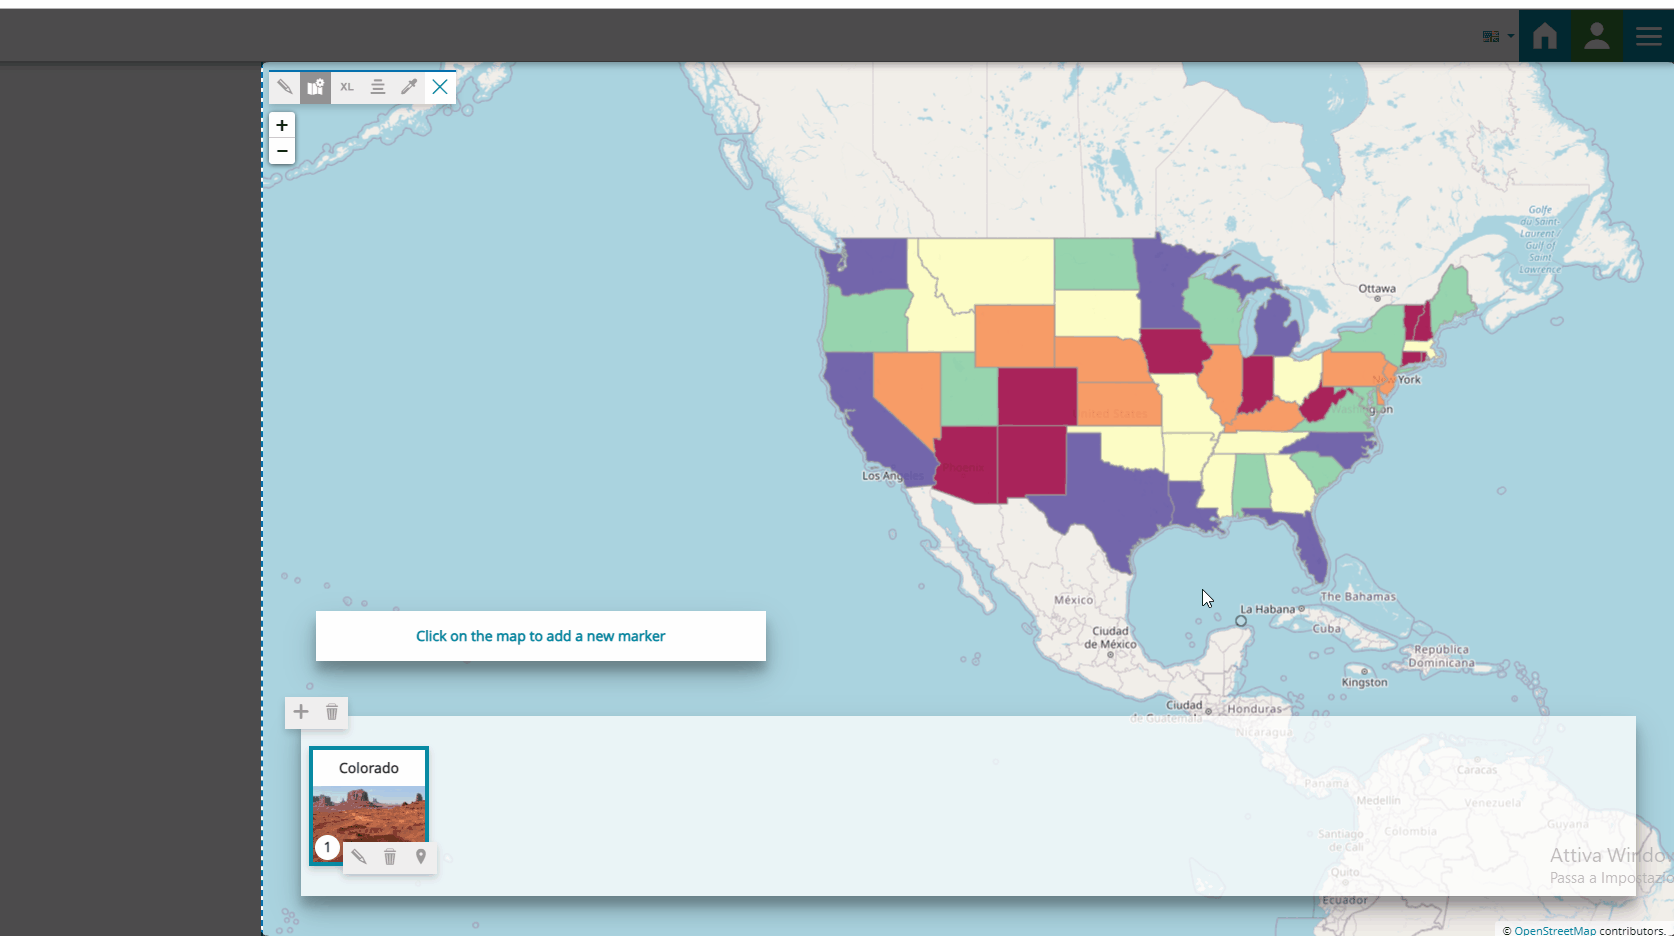 XL
+
−
Golfe
du Saint-
Laurent /
Gulf of
Saint
Lawrence
Ottawa
New York
United States
Washington
Phoenix
Los Angeles
México
La Habana
The Bahamas
Cuba
Ciudad
de México
República
Dominicana
Kingston
Click on the map to add a new marker
Ciudad
de Guatemala
Honduras
Nicaragua
Colorado
1
Caracas
Panamá
Medellín
Venezuela
Santiago
de Cali
Colombia
Guyana
Quito
Ecuador
Attiva Window
Passa a Impostazio
© OpenStreetMap contributors.